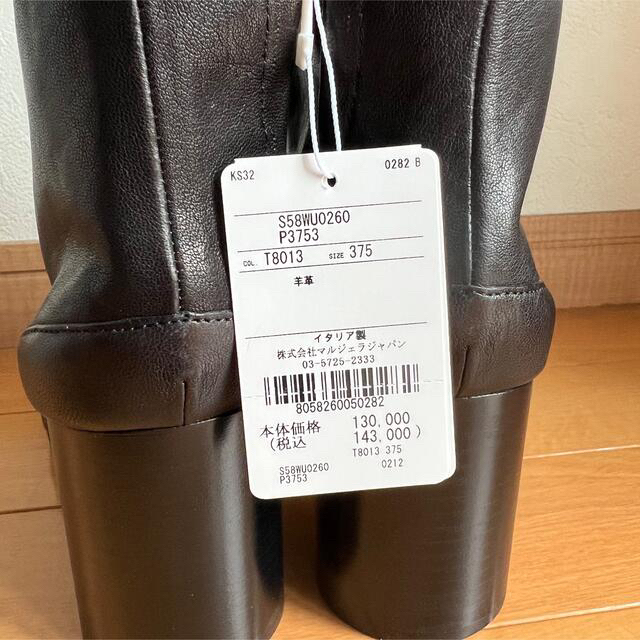 KS32 0282 B
S58WU0260
P3753
COL. T8013 SIZE 375
羊革
イタリア製
株式会社マルジェラジャパン
03-5725-2333
8058260050282
本体価格 130,000
(税込 143,000)
T8013 375
S58WU0260 0212
P3753